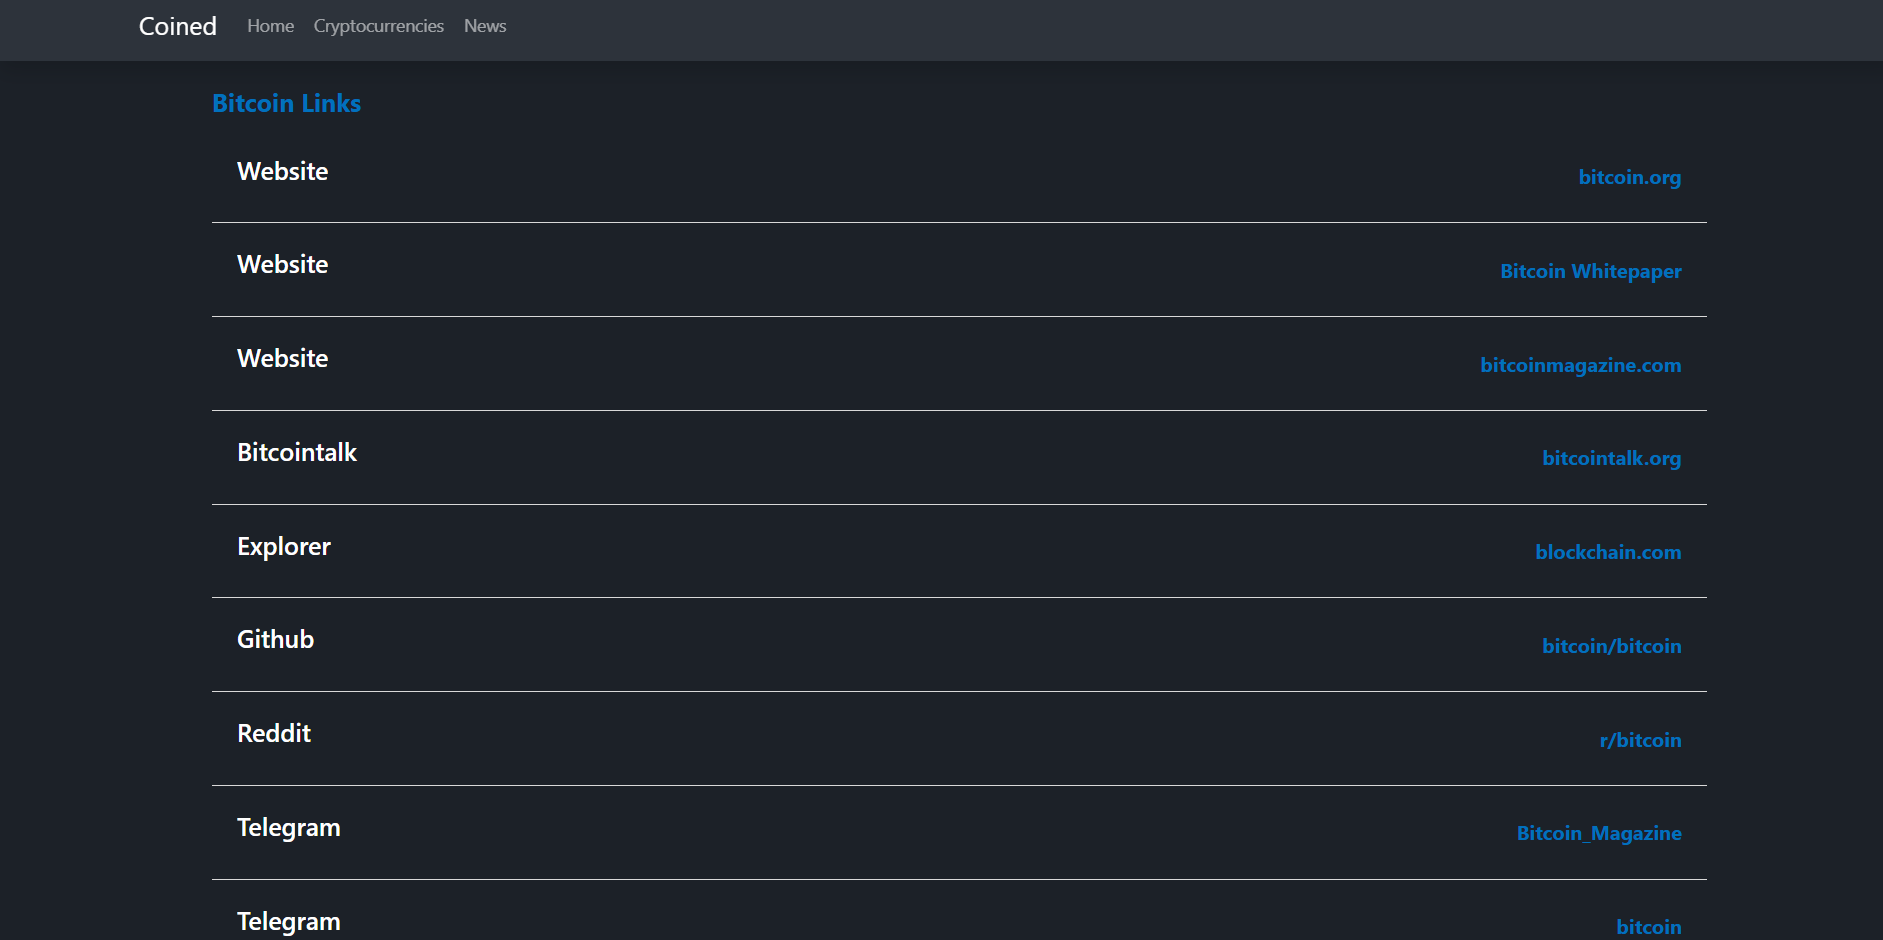 Coined Home Cryptocurrencies News
Bitcoin Links
Website bitcoin.org
Website Bitcoin Whitepaper
Website bitcoinmagazine.com
Bitcointalk bitcointalk.org
Explorer blockchain.com
Github bitcoin/bitcoin
Reddit r/bitcoin
Telegram Bitcoin_Magazine
Telegram bitcoin